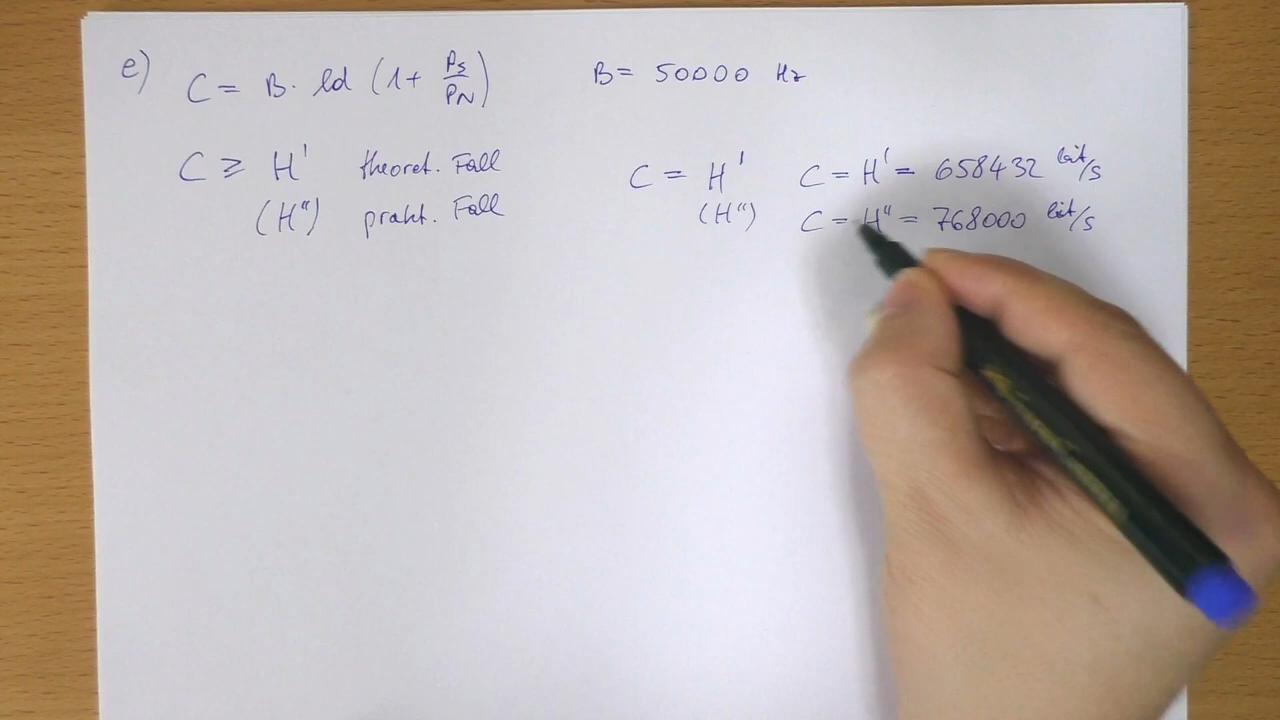 e) C = B · ld (1 + Ps/PN) B = 50000 Hz
C ≥ H' theoret. Fall C = H' C = H' = 658432 bit/s
(H") prakt. Fall (H") C = H" = 768000 bit/s